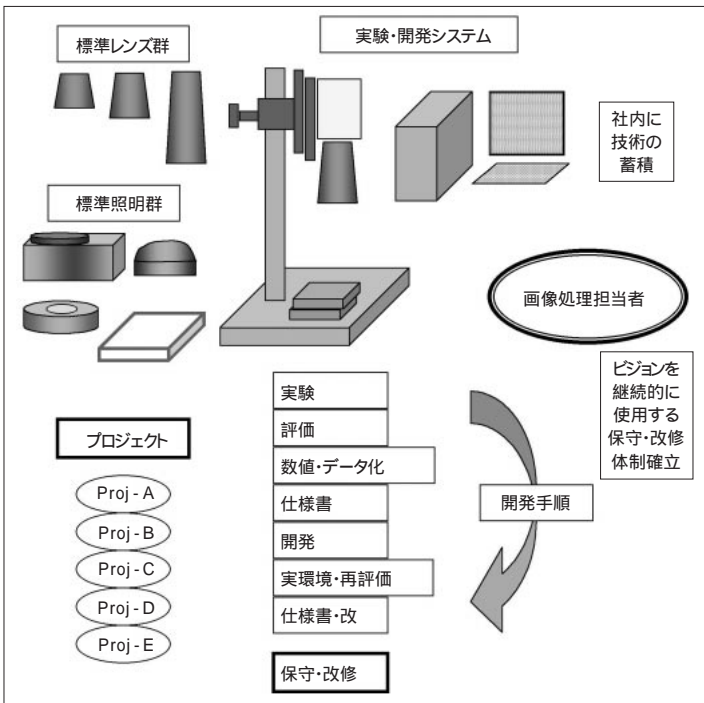 標準レンズ群
実験・開発システム
社内に
技術の
蓄積
標準照明群
画像処理担当者
ビジョンを
継続的に
使用する
保守・改修
体制確立
プロジェクト
Proj-A
Proj-B
Proj-C
Proj-D
Proj-E
実験
評価
数値・データ化
仕様書
開発
実環境・再評価
仕様書・改
保守・改修
開発手順